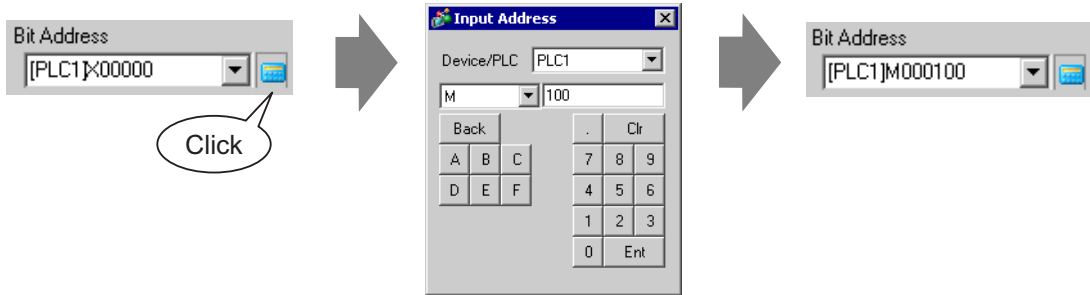 Bit Address
[PLC1]X00000
Click
Input Address
Device/PLC PLC1
M 100
Back . Clr
A B C 7 8 9
D E F 4 5 6
1 2 3
0 Ent
Bit Address
[PLC1]M000100